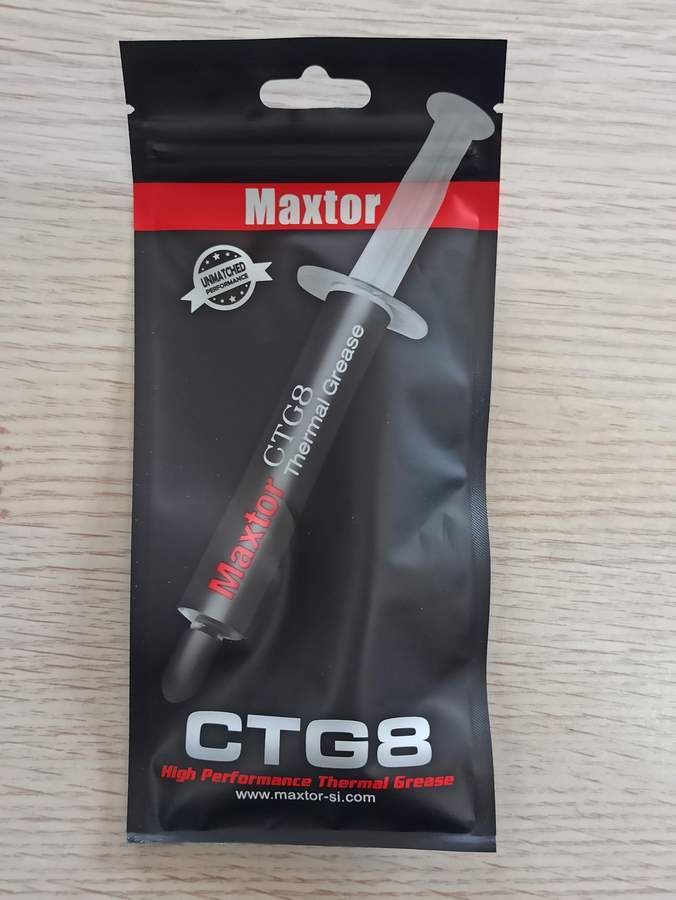 Maxtor
UNMATCHED
PERFORMANCE
Maxtor CTG8
Thermal Grease
CTG8
High Performance Thermal Grease
www.maxtor-si.com